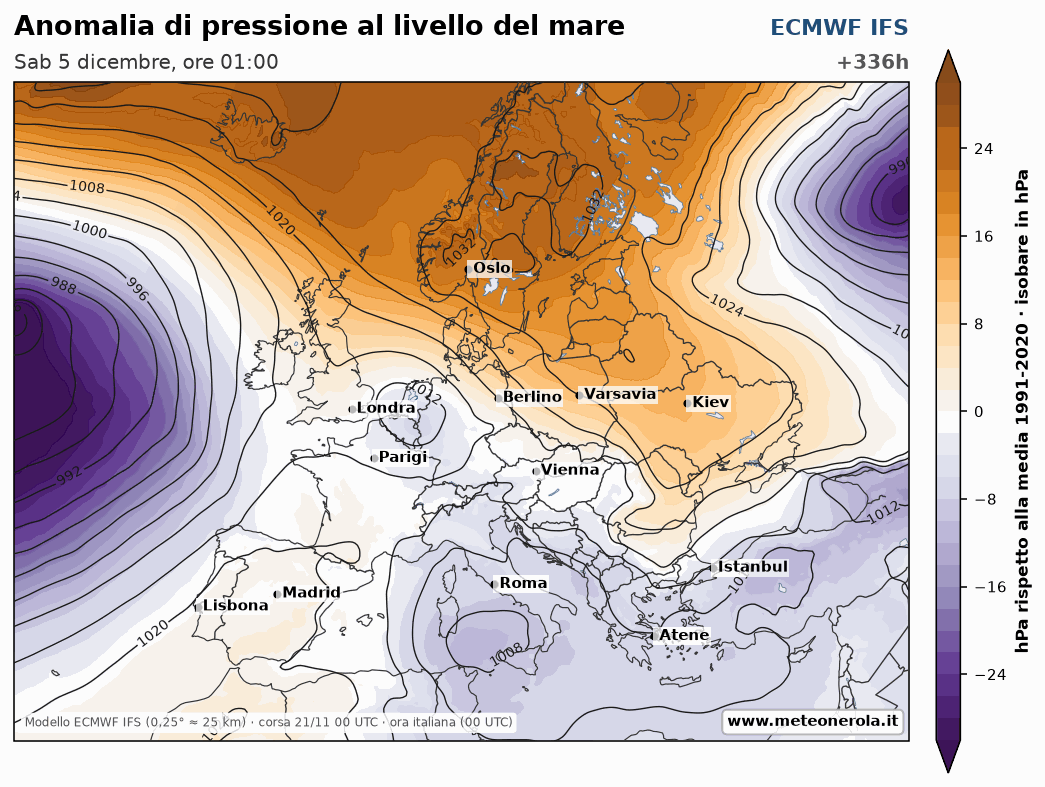 Anomalia di pressione al livello del mare
ECMWF IFS
Sab 5 dicembre, ore 01:00
+336h
1008
1000
988
996
992
1020
1020
1032
1032
1024
1012
1012
1008
Oslo
Londra
Berlino
Varsavia
Kiev
Parigi
Vienna
Roma
Istanbul
Madrid
Lisbona
Atene
24
16
8
0
−8
−16
−24
hPa rispetto alla media 1991-2020 · isobare in hPa
Modello ECMWF IFS (0,25° ≈ 25 km) · corsa 21/11 00 UTC · ora italiana (00 UTC)
www.meteonerola.it